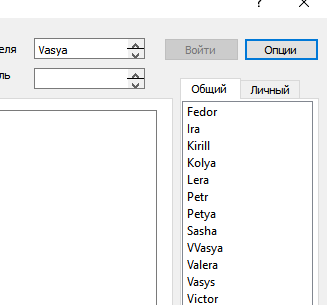 ?
еля Vasya Войти Опции
ль
Общий Личный
Fedor
Ira
Kirill
Kolya
Lera
Petr
Petya
Sasha
VVasya
Valera
Vasys
Victor